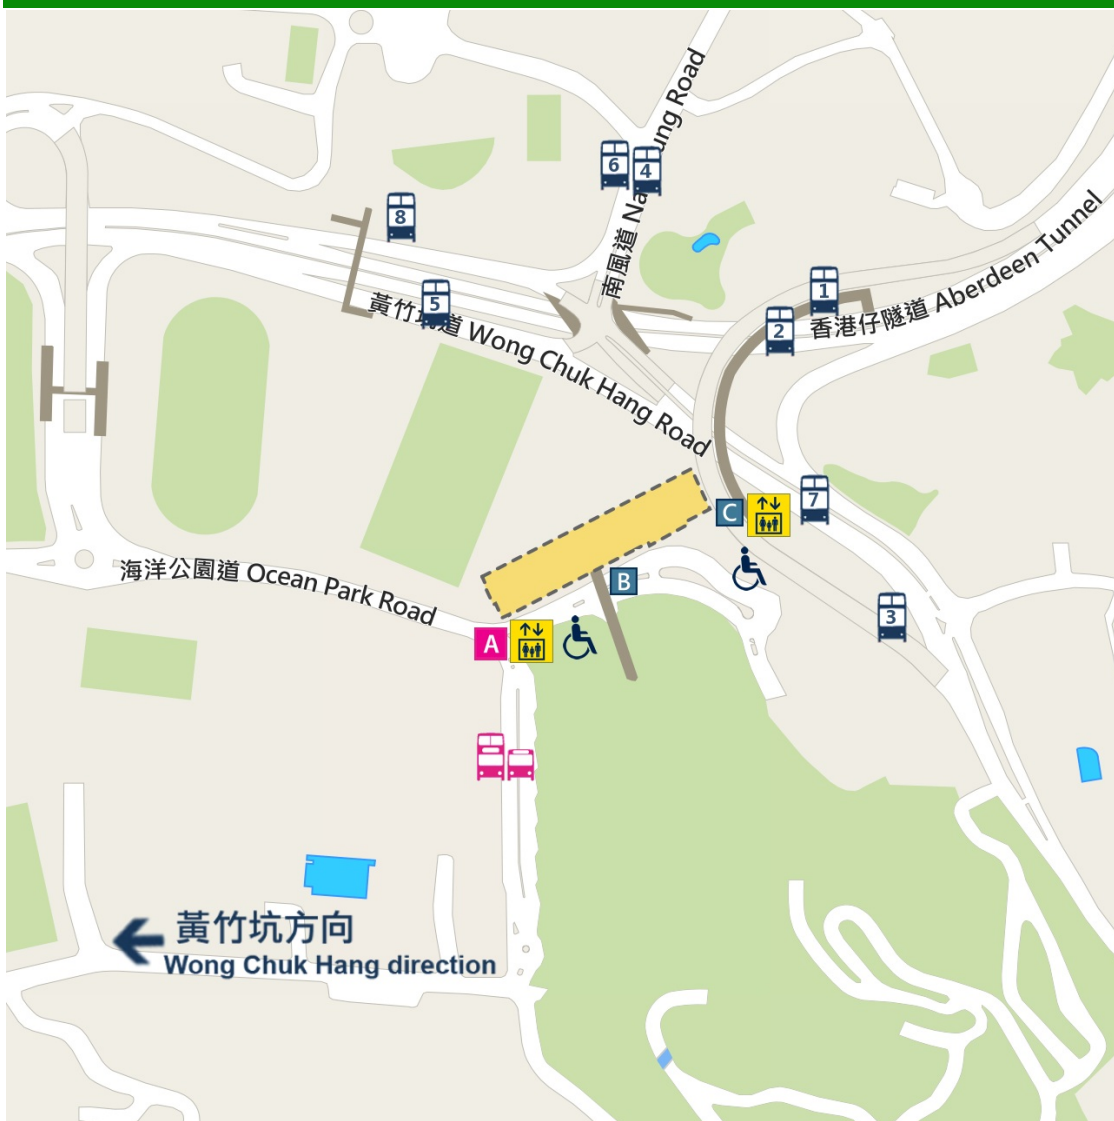 南風道 Na ung Road
6
4
8
香港仔隧道 Aberdeen Tunnel
1
5
2
黃竹坑道 Wong Chuk Hang Road
7
C
海洋公園道 Ocean Park Road
B
3
A
黃竹坑方向
Wong Chuk Hang direction